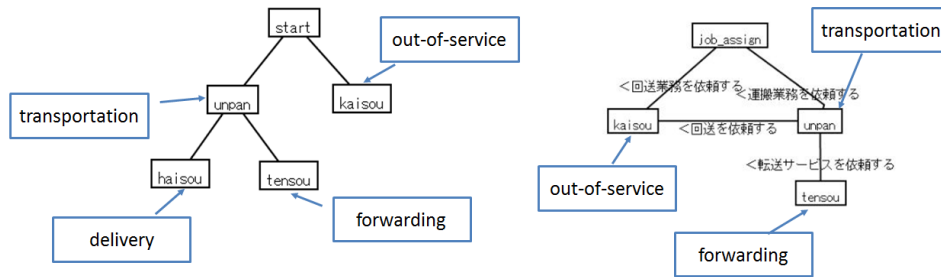 start
out-of-service
unpan
kaisou
transportation
haisou
tensou
delivery
forwarding
transportation
job_assign
＜回送業務を依頼する
＜運搬業務を依頼する
kaisou
＜回送を依頼する
unpan
out-of-service
＜転送サービスを依頼する
tensou
forwarding